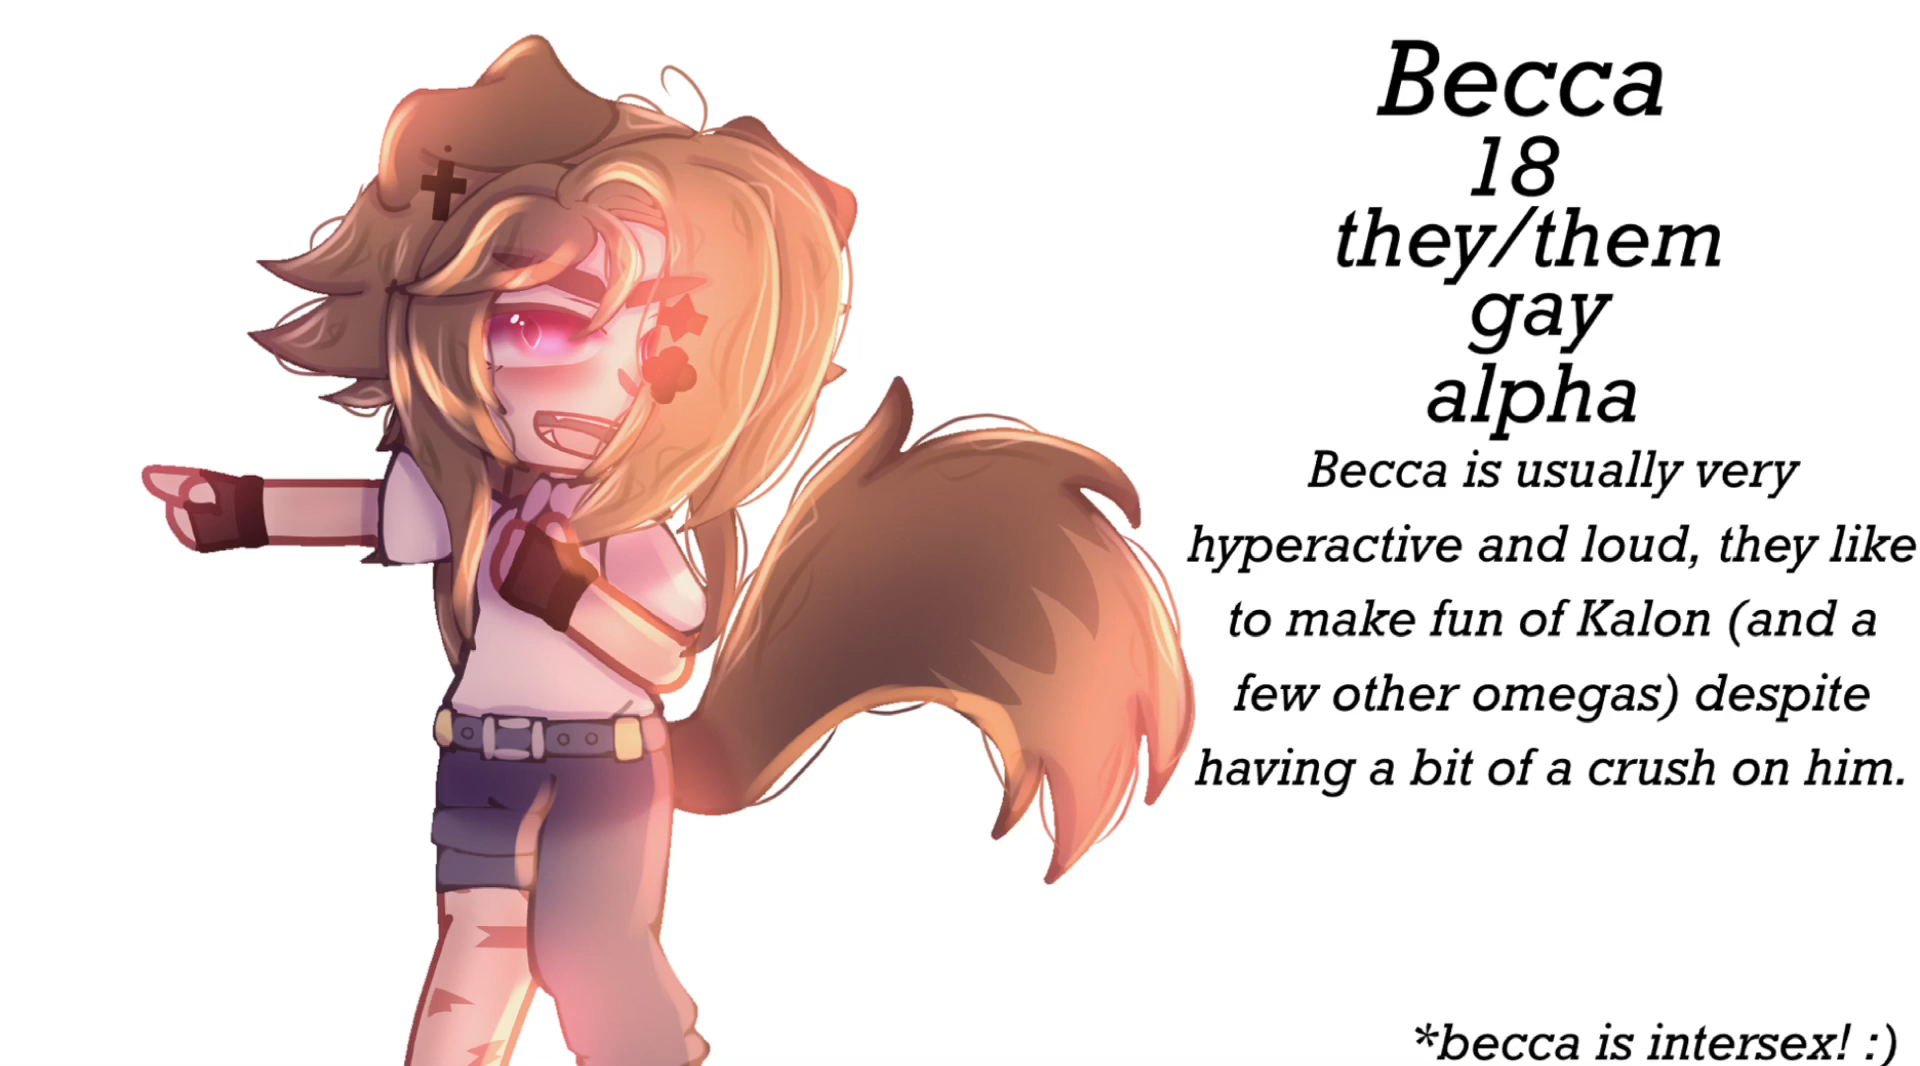 Becca
18
they/them
gay
alpha
Becca is usually very
hyperactive and loud, they like
to make fun of Kalon (and a
few other omegas) despite
having a bit of a crush on him.
*becca is intersex! :)